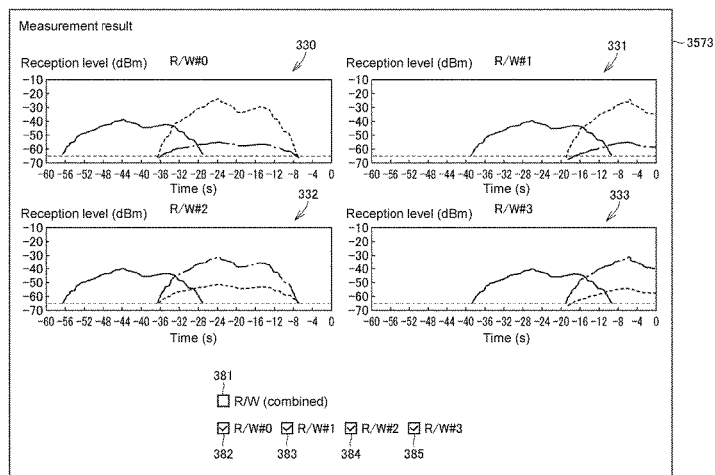 Measurement result
3573
330
Reception level (dBm) R/W#0
-10
-20
-30
-40
-50
-60
-70
-60 -56 -52 -48 -44 -40 -36 -32 -28 -24 -20 -16 -12 -8 -4 0
Time (s)
331
Reception level (dBm) R/W#1
-10
-20
-30
-40
-50
-60
-70
-60 -56 -52 -48 -44 -40 -36 -32 -28 -24 -20 -16 -12 -8 -4 0
Time (s)
332
Reception level (dBm) R/W#2
-10
-20
-30
-40
-50
-60
-70
-60 -56 -52 -48 -44 -40 -36 -32 -28 -24 -20 -16 -12 -8 -4 0
Time (s)
333
Reception level (dBm) R/W#3
-10
-20
-30
-40
-50
-60
-70
-60 -56 -52 -48 -44 -40 -36 -32 -28 -24 -20 -16 -12 -8 -4 0
Time (s)
381
R/W (combined)
R/W#0 R/W#1 R/W#2 R/W#3
382 383 384 385